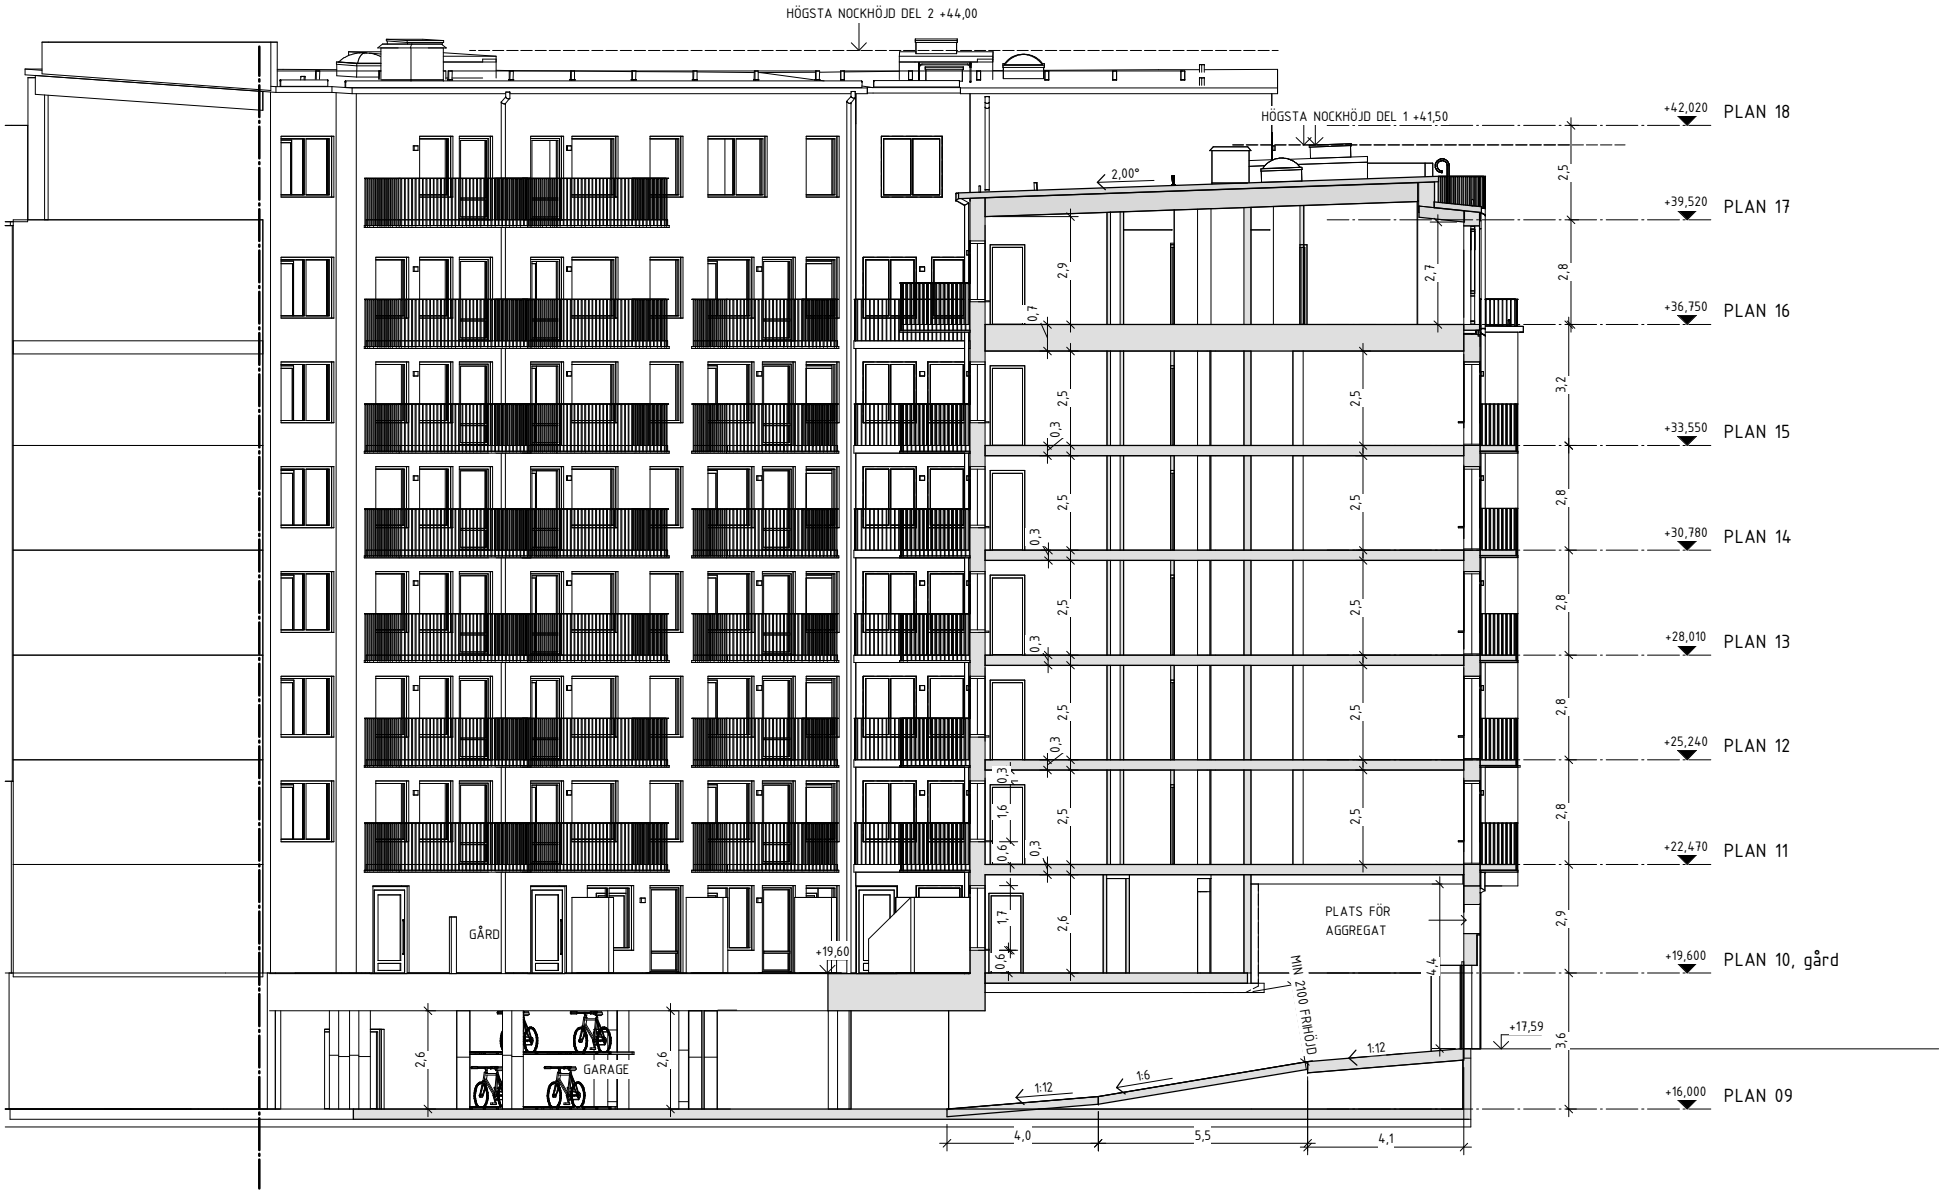 HÖGSTA NOCKHÖJD DEL 2 +44,00
+42,020 PLAN 18
HÖGSTA NOCKHÖJD DEL 1 +41,50
2,00°
2,5
+39,520 PLAN 17
2,9
2,7
2,8
0,7
+36,750 PLAN 16
2,5
2,5
3,2
0,3
+33,550 PLAN 15
2,5
2,5
2,8
0,3
+30,780 PLAN 14
2,5
2,5
2,8
0,3
+28,010 PLAN 13
2,5
2,5
2,8
0,3
+25,240 PLAN 12
0,3
1,6
2,5
2,5
2,8
0,6
0,3
+22,470 PLAN 11
1,7
2,6
PLATS FÖR
AGGREGAT
2,9
GÅRD
+19,60
0,6
4,4
+19,600 PLAN 10, gård
MIN 2100 FRIHÖJD
+17,59
3,6
2,6
2,6
GARAGE
1:12
1:6
1:12
+16,000 PLAN 09
4,0
5,5
4,1